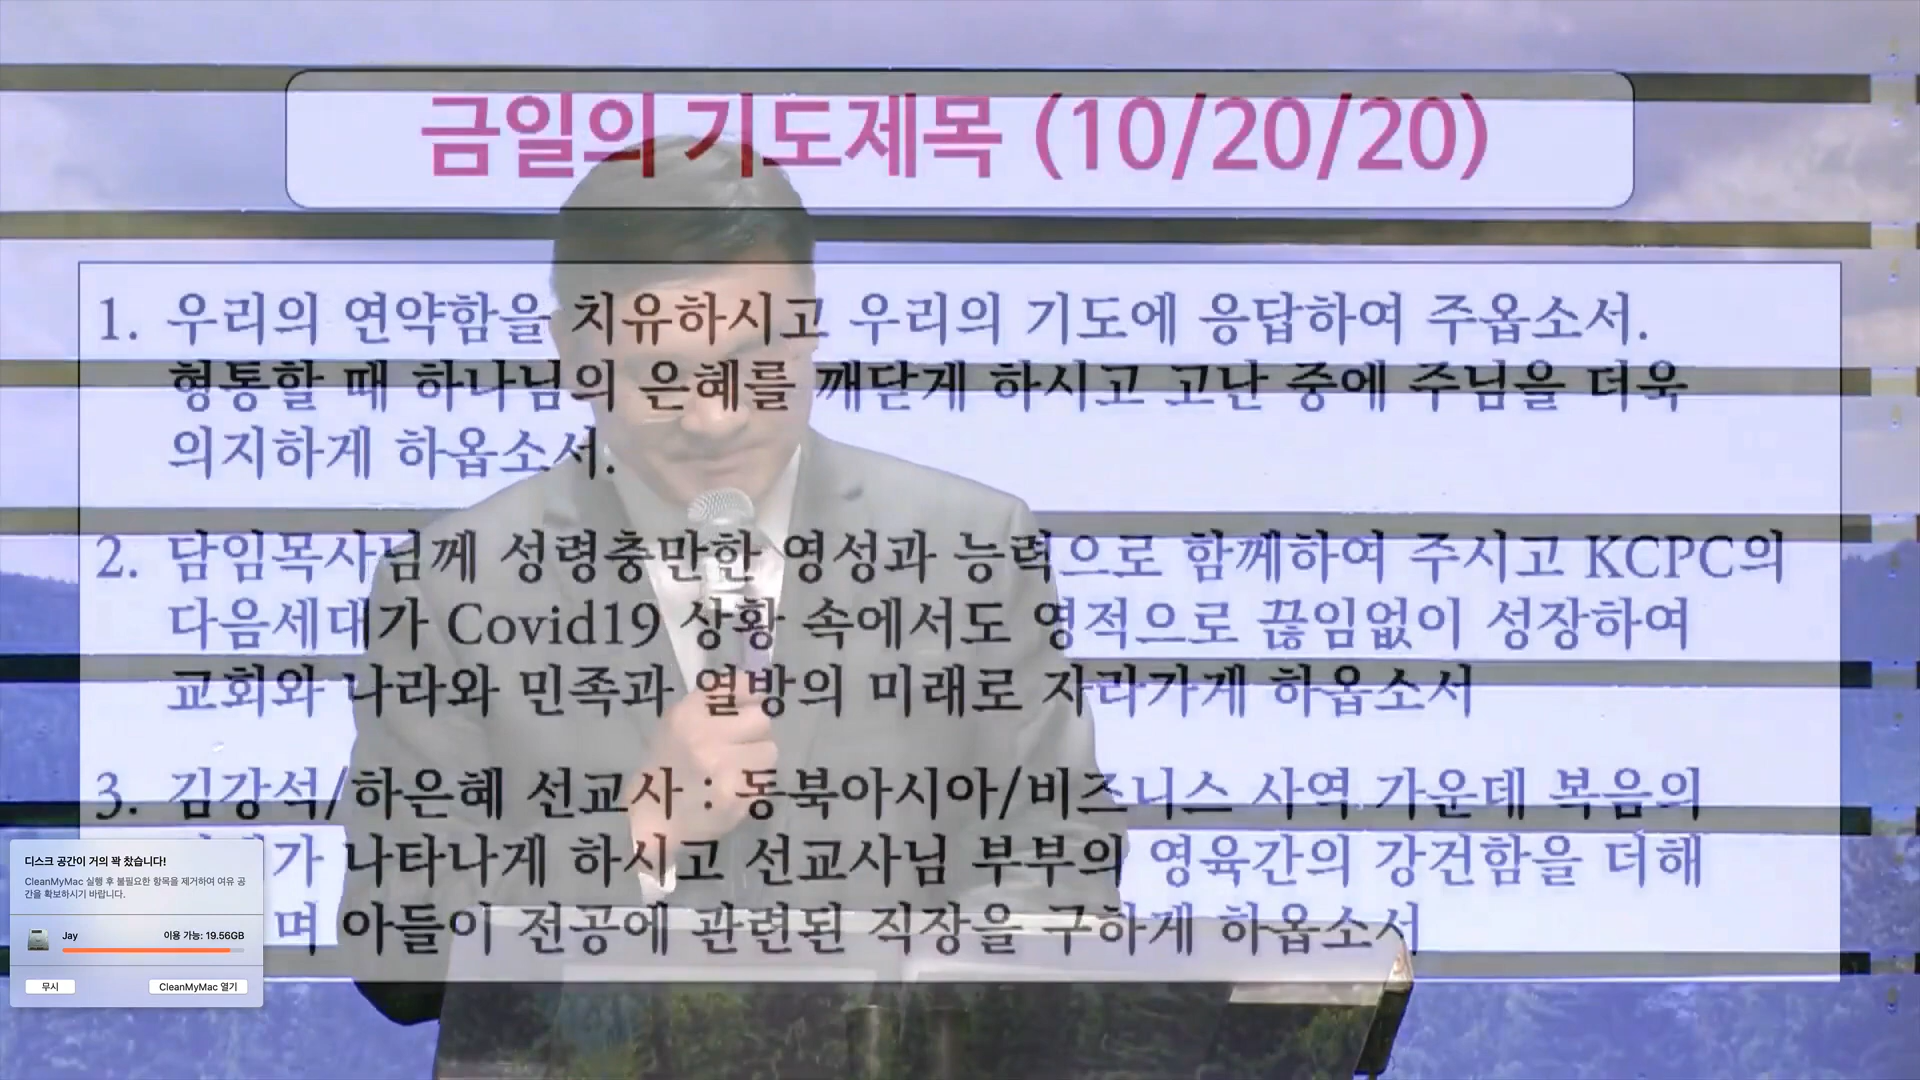 금일의 기도제목 (10/20/20)
1. 우리의 연약함을 치유하시고 우리의 기도에 응답하여 주옵소서.
형통할 때 하나님의 은혜를 깨닫게 하시고 고난 중에 주님을 더욱
의지하게 하옵소서.
2. 담임목사님께 성령충만한 영성과 능력으로 함께하여 주시고 KCPC의
다음세대가 Covid19 상황 속에서도 영적으로 끊임없이 성장하여
교회와 나라와 민족과 열방의 미래로 자라가게 하옵소서
3. 김강석/하은혜 선교사 : 동북아시아/비즈니스 사역 가운데 복음의
가 나타나게 하시고 선교사님 부부의 영육간의 강건함을 더해
며 아들이 전공에 관련된 직장을 구하게 하옵소서
디스크 공간이 거의 꽉 찼습니다!
CleanMyMac 실행 후 불필요한 항목을 제거하여 여유 공
간을 확보하시기 바랍니다.
Jay 이용 가능: 19.56GB
무시 CleanMyMac 열기